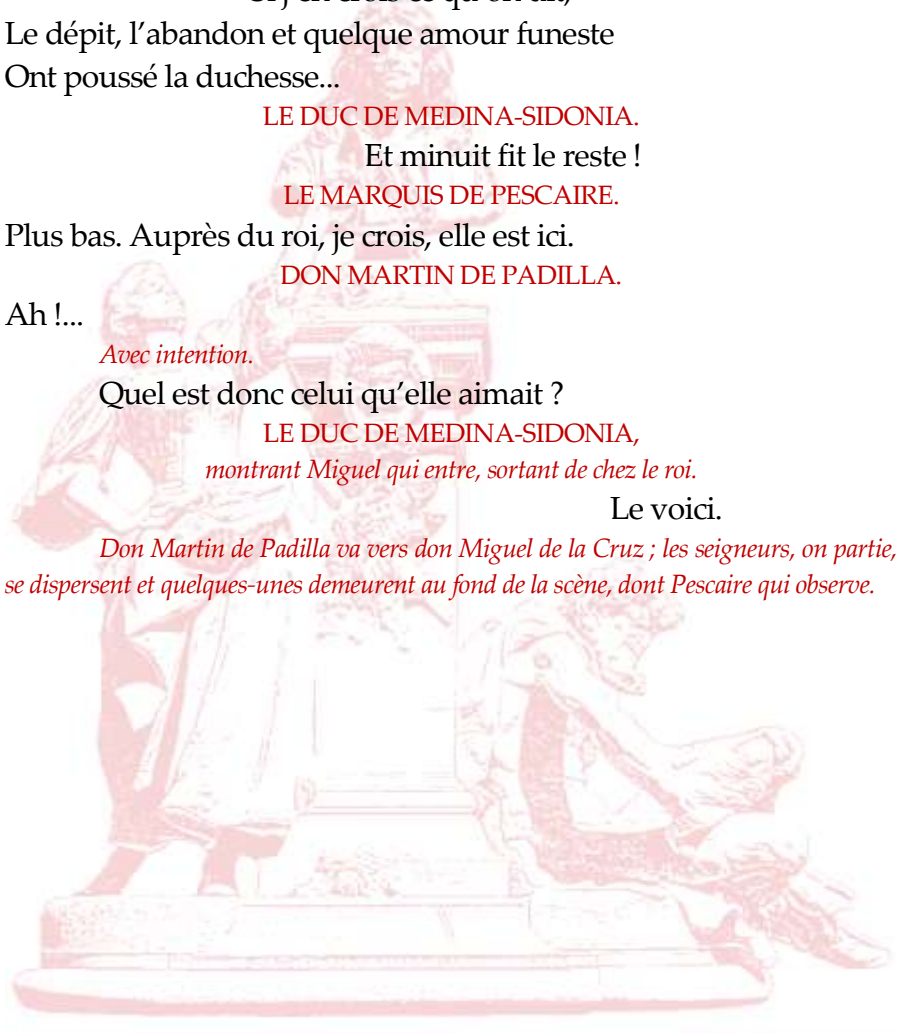 Le dépit, l’abandon et quelque amour funeste
Ont poussé la duchesse...
LE DUC DE MEDINA-SIDONIA.
Et minuit fit le reste !
LE MARQUIS DE PESCAIRE.
Plus bas. Auprès du roi, je crois, elle est ici.
DON MARTIN DE PADILLA.
Ah !...
Avec intention.
Quel est donc celui qu’elle aimait ?
LE DUC DE MEDINA-SIDONIA,
montrant Miguel qui entre, sortant de chez le roi.
Le voici.
Don Martin de Padilla va vers don Miguel de la Cruz ; les seigneurs, on partie,
se dispersent et quelques-unes demeurent au fond de la scène, dont Pescaire qui observe.